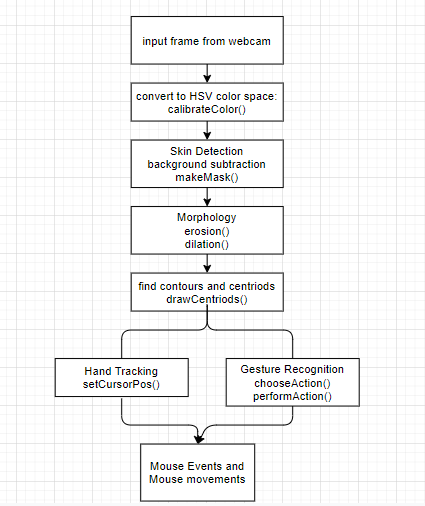 input frame from webcam
convert to HSV color space:
calibrateColor()
Skin Detection
background subtraction
makeMask()
Morphology
erosion()
dilation()
find contours and centriods
drawCentriods()
Hand Tracking
setCursorPos()
Gesture Recognition
chooseAction()
performAction()
Mouse Events and
Mouse movements